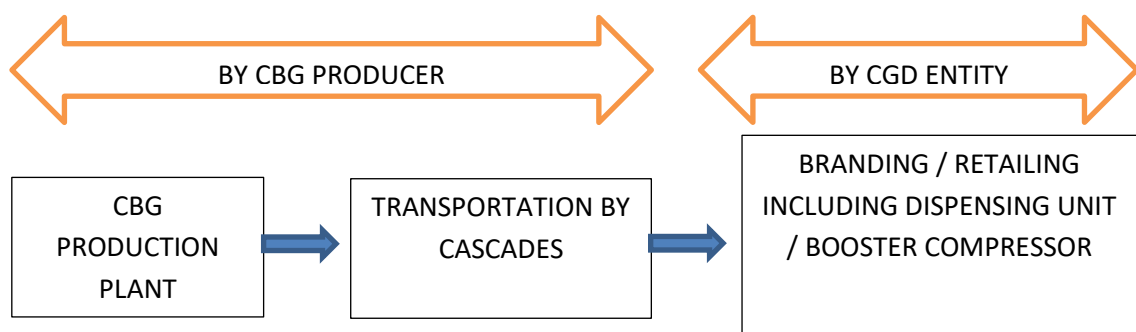 BY CBG PRODUCER
BY CGD ENTITY
CBG
PRODUCTION
PLANT
TRANSPORTATION BY
CASCADES
BRANDING / RETAILING
INCLUDING DISPENSING UNIT
/ BOOSTER COMPRESSOR